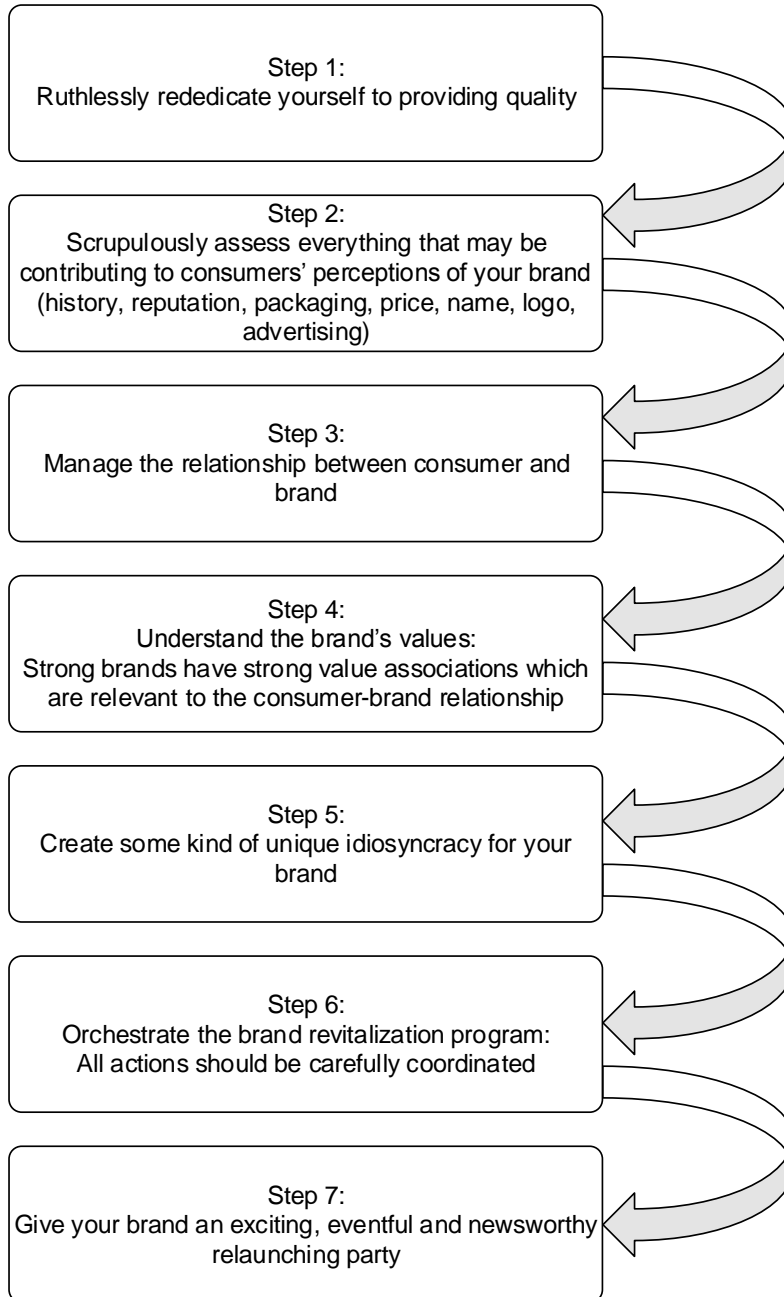 Step 1:
Ruthlessly rededicate yourself to providing quality
Step 2:
Scrupulously assess everything that may be
contributing to consumers’ perceptions of your brand
(history, reputation, packaging, price, name, logo,
advertising)
Step 3:
Manage the relationship between consumer and
brand
Step 4:
Understand the brand’s values:
Strong brands have strong value associations which
are relevant to the consumer-brand relationship
Step 5:
Create some kind of unique idiosyncracy for your
brand
Step 6:
Orchestrate the brand revitalization program:
All actions should be carefully coordinated
Step 7:
Give your brand an exciting, eventful and newsworthy
relaunching party